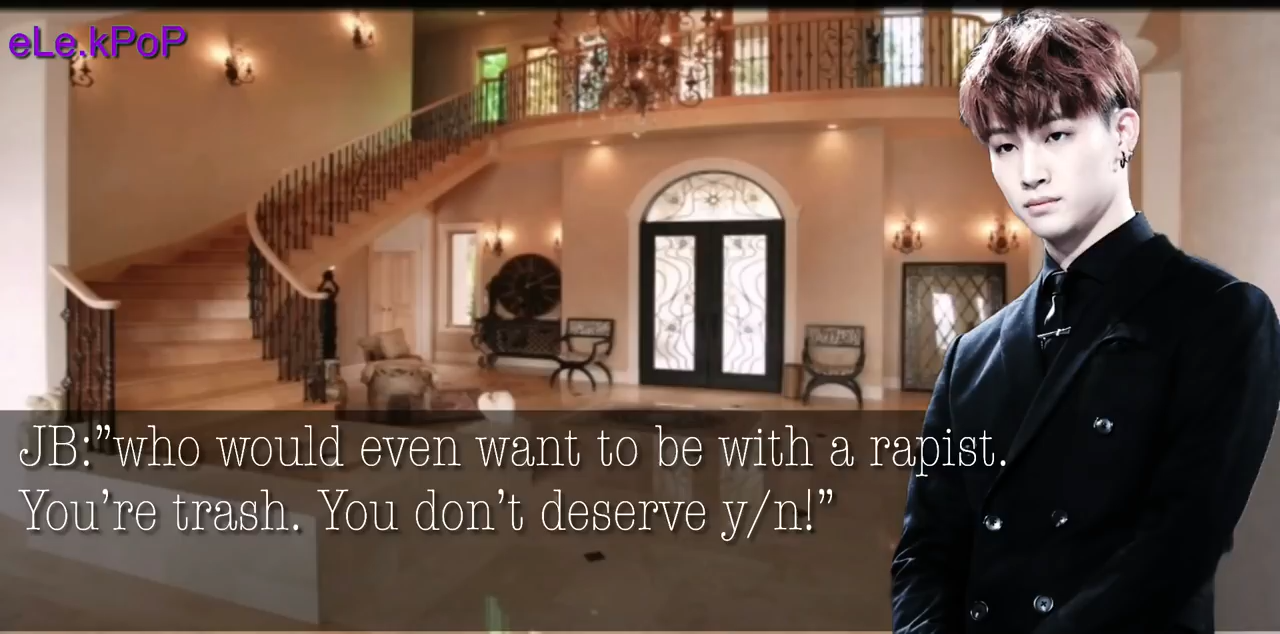 eLe.kPoP
JB:”who would even want to be with a rapist.
You’re trash. You don’t deserve y/n!”